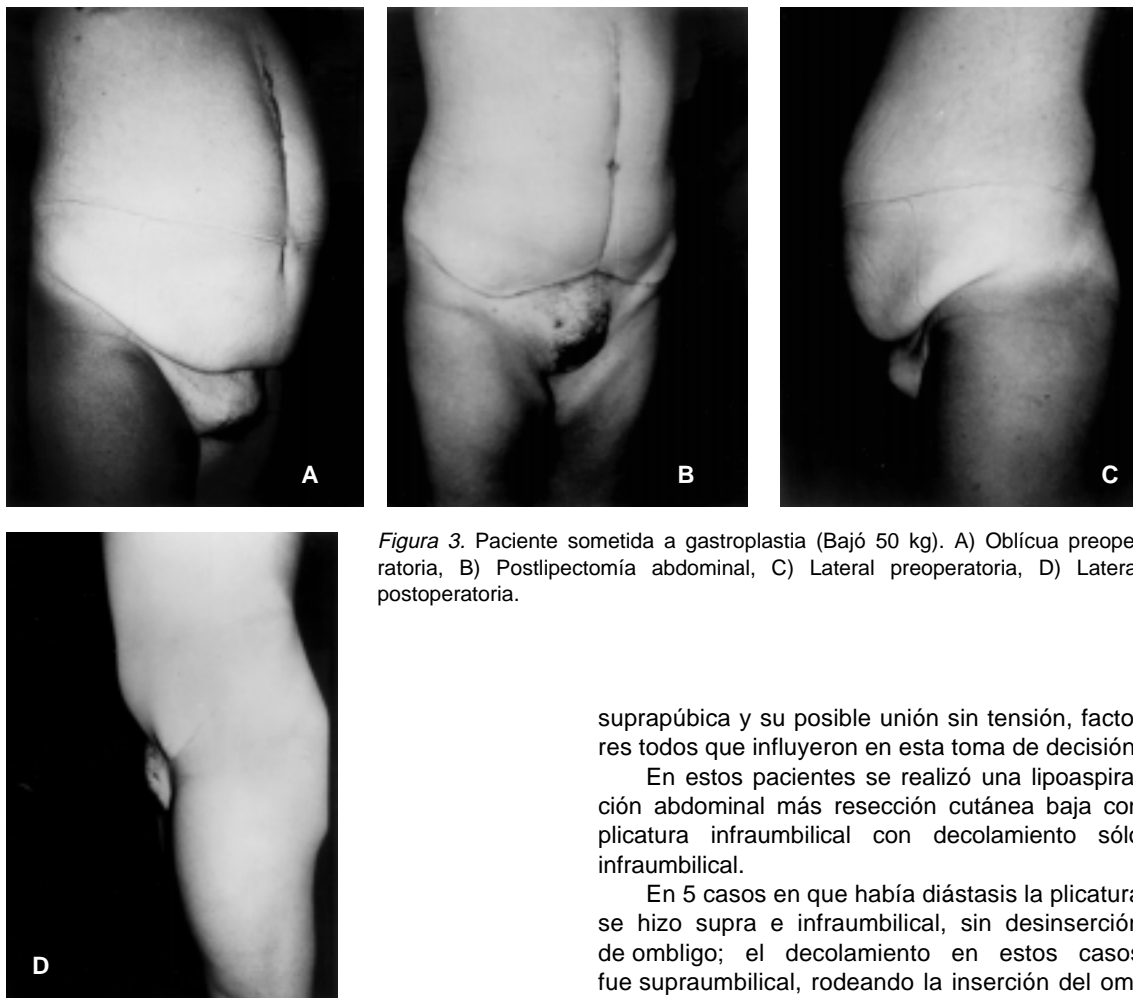 A
B
C
D
Figura 3. Paciente sometida a gastroplastia (Bajó 50 kg). A) Oblícua preope
ratoria, B) Postlipectomía abdominal, C) Lateral preoperatoria, D) Latera
postoperatoria.
suprapúbica y su posible unión sin tensión, facto
res todos que influyeron en esta toma de decisión
En estos pacientes se realizó una lipoaspira
ción abdominal más resección cutánea baja con
plicatura infraumbilical con decolamiento sólo
infraumbilical.
En 5 casos en que había diástasis la plicatura
se hizo supra e infraumbilical, sin desinserción
de ombligo; el decolamiento en estos casos
fue supraumbilical, rodeando la inserción del om